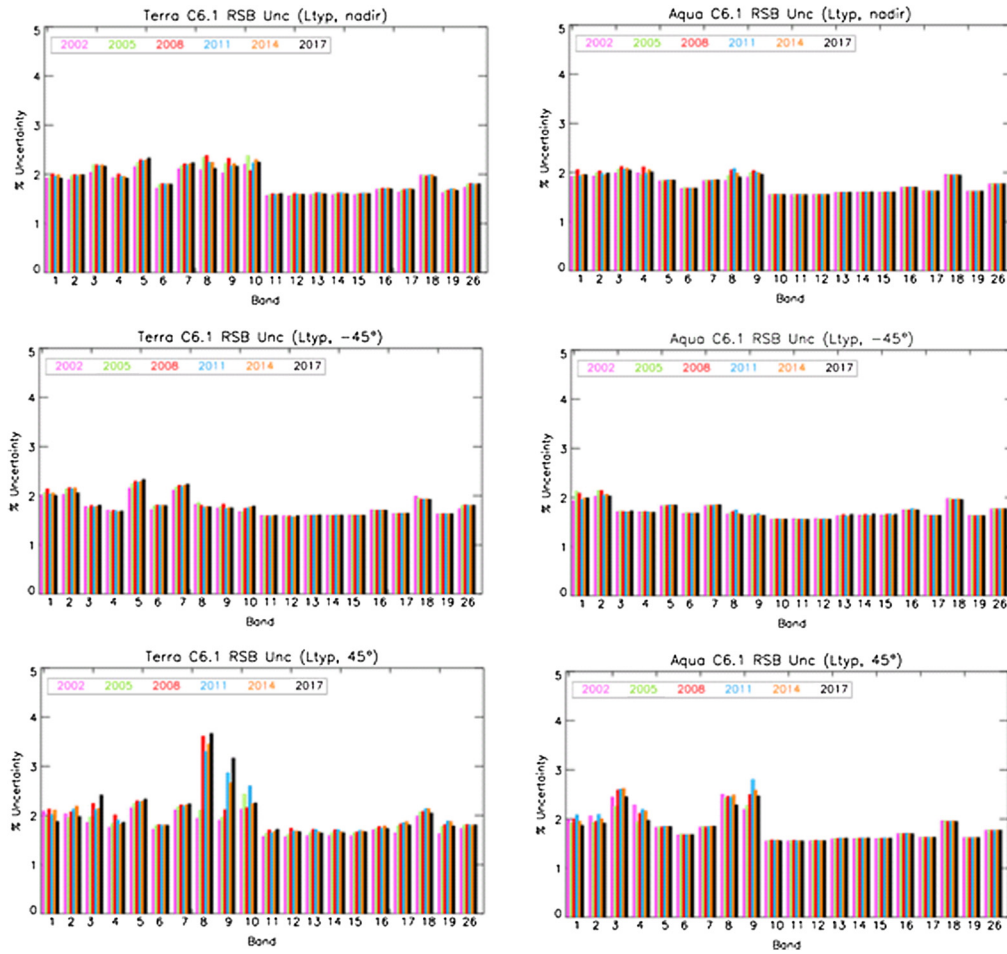 Terra C6.1 RSB Unc (Ltyp, nadir)
5
4
3
2
1
0
% Uncertainty
2002 2005 2008 2011 2014 2017
1 2 3 4 5 6 7 8 9 10 11 12 13 14 15 16 17 18 19 26
Band
Aqua C6.1 RSB Unc (Ltyp, nadir)
5
4
3
2
1
0
% Uncertainty
2002 2005 2008 2011 2014 2017
1 2 3 4 5 6 7 8 9 10 11 12 13 14 15 16 17 18 19 26
Band
Terra C6.1 RSB Unc (Ltyp, −45°)
5
4
3
2
1
0
% Uncertainty
2002 2005 2008 2011 2014 2017
1 2 3 4 5 6 7 8 9 10 11 12 13 14 15 16 17 18 19 26
Band
Aqua C6.1 RSB Unc (Ltyp, −45°)
5
4
3
2
1
0
% Uncertainty
2002 2005 2008 2011 2014 2017
1 2 3 4 5 6 7 8 9 10 11 12 13 14 15 16 17 18 19 26
Band
Terra C6.1 RSB Unc (Ltyp, 45°)
5
4
3
2
1
0
% Uncertainty
2002 2005 2008 2011 2014 2017
1 2 3 4 5 6 7 8 9 10 11 12 13 14 15 16 17 18 19 26
Band
Aqua C6.1 RSB Unc (Ltyp, 45°)
5
4
3
2
1
0
% Uncertainty
2002 2005 2008 2011 2014 2017
1 2 3 4 5 6 7 8 9 10 11 12 13 14 15 16 17 18 19 26
Band